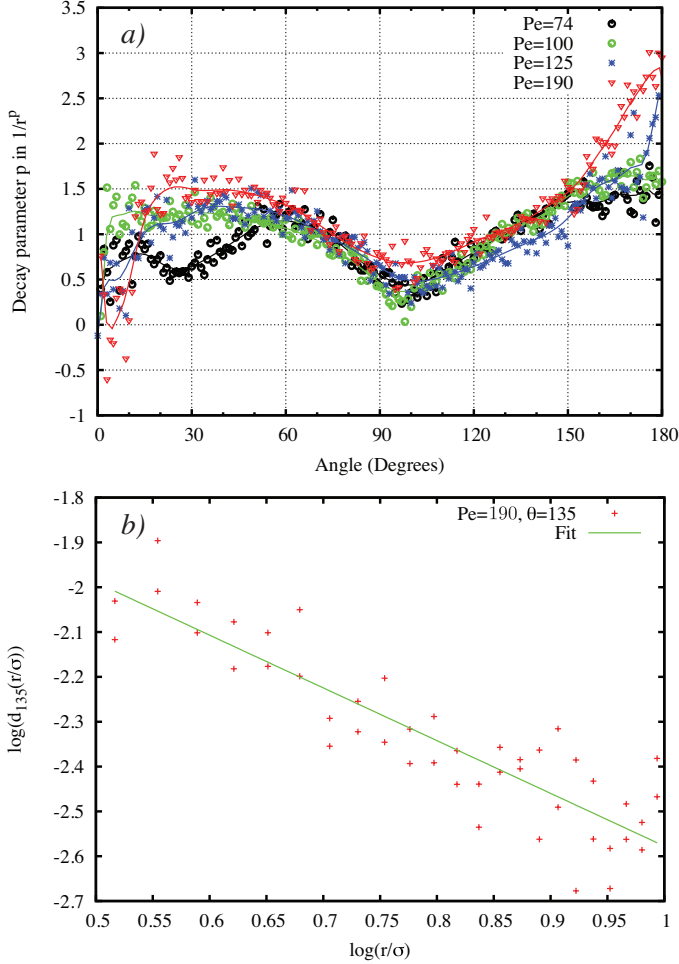 a)
Pe=74
Pe=100
Pe=125
Pe=190
3.5
3
2.5
2
1.5
1
0.5
0
-0.5
-1
Decay parameter p in 1/r^p
0 30 60 90 120 150 180
Angle (Degrees)
b)
Pe=190, θ=135
Fit
-1.8
-1.9
-2
-2.1
-2.2
-2.3
-2.4
-2.5
-2.6
-2.7
log(d_135(r/σ))
0.5 0.55 0.6 0.65 0.7 0.75 0.8 0.85 0.9 0.95 1
log(r/σ)